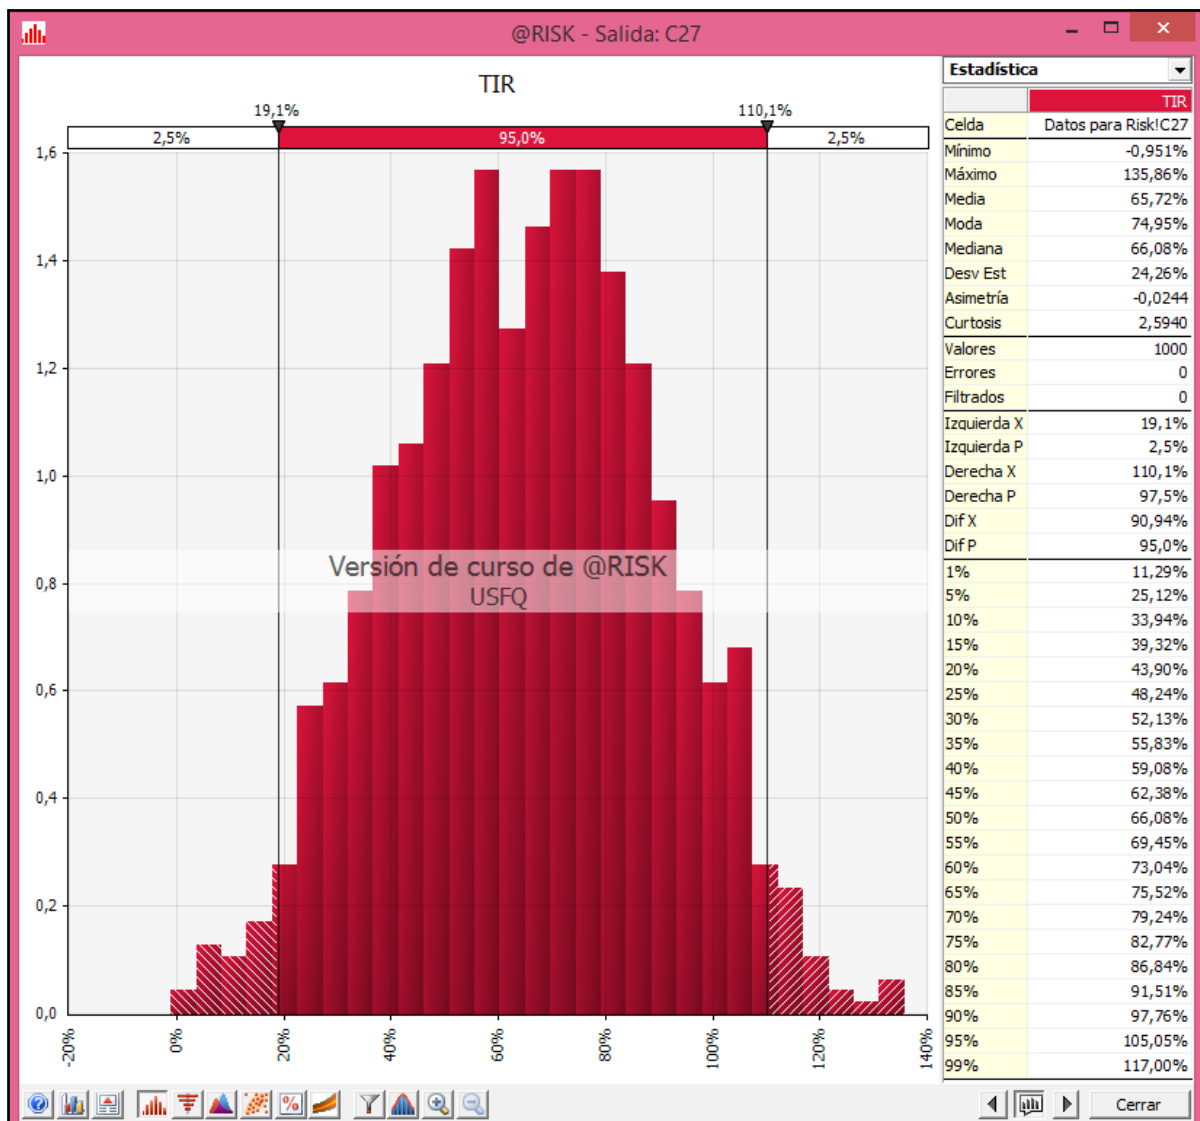 @RISK - Salida: C27
TIR
19,1% 110,1%
2,5% 95,0% 2,5%
1,6
1,4
1,2
1,0
0,8
0,6
0,4
0,2
0,0
-20% 0% 20% 40% 60% 80% 100% 120% 140%
Versión de curso de @RISK
USFQ
Estadística
TIR
Celda Datos para Risk!C27
Mínimo -0,951%
Máximo 135,86%
Media 65,72%
Moda 74,95%
Mediana 66,08%
Desv Est 24,26%
Asimetría -0,0244
Curtosis 2,5940
Valores 1000
Errores 0
Filtrados 0
Izquierda X 19,1%
Izquierda P 2,5%
Derecha X 110,1%
Derecha P 97,5%
Dif X 90,94%
Dif P 95,0%
1% 11,29%
5% 25,12%
10% 33,94%
15% 39,32%
20% 43,90%
25% 48,24%
30% 52,13%
35% 55,83%
40% 59,08%
45% 62,38%
50% 66,08%
55% 69,45%
60% 73,04%
65% 75,52%
70% 79,24%
75% 82,77%
80% 86,84%
85% 91,51%
90% 97,76%
95% 105,05%
99% 117,00%
Cerrar